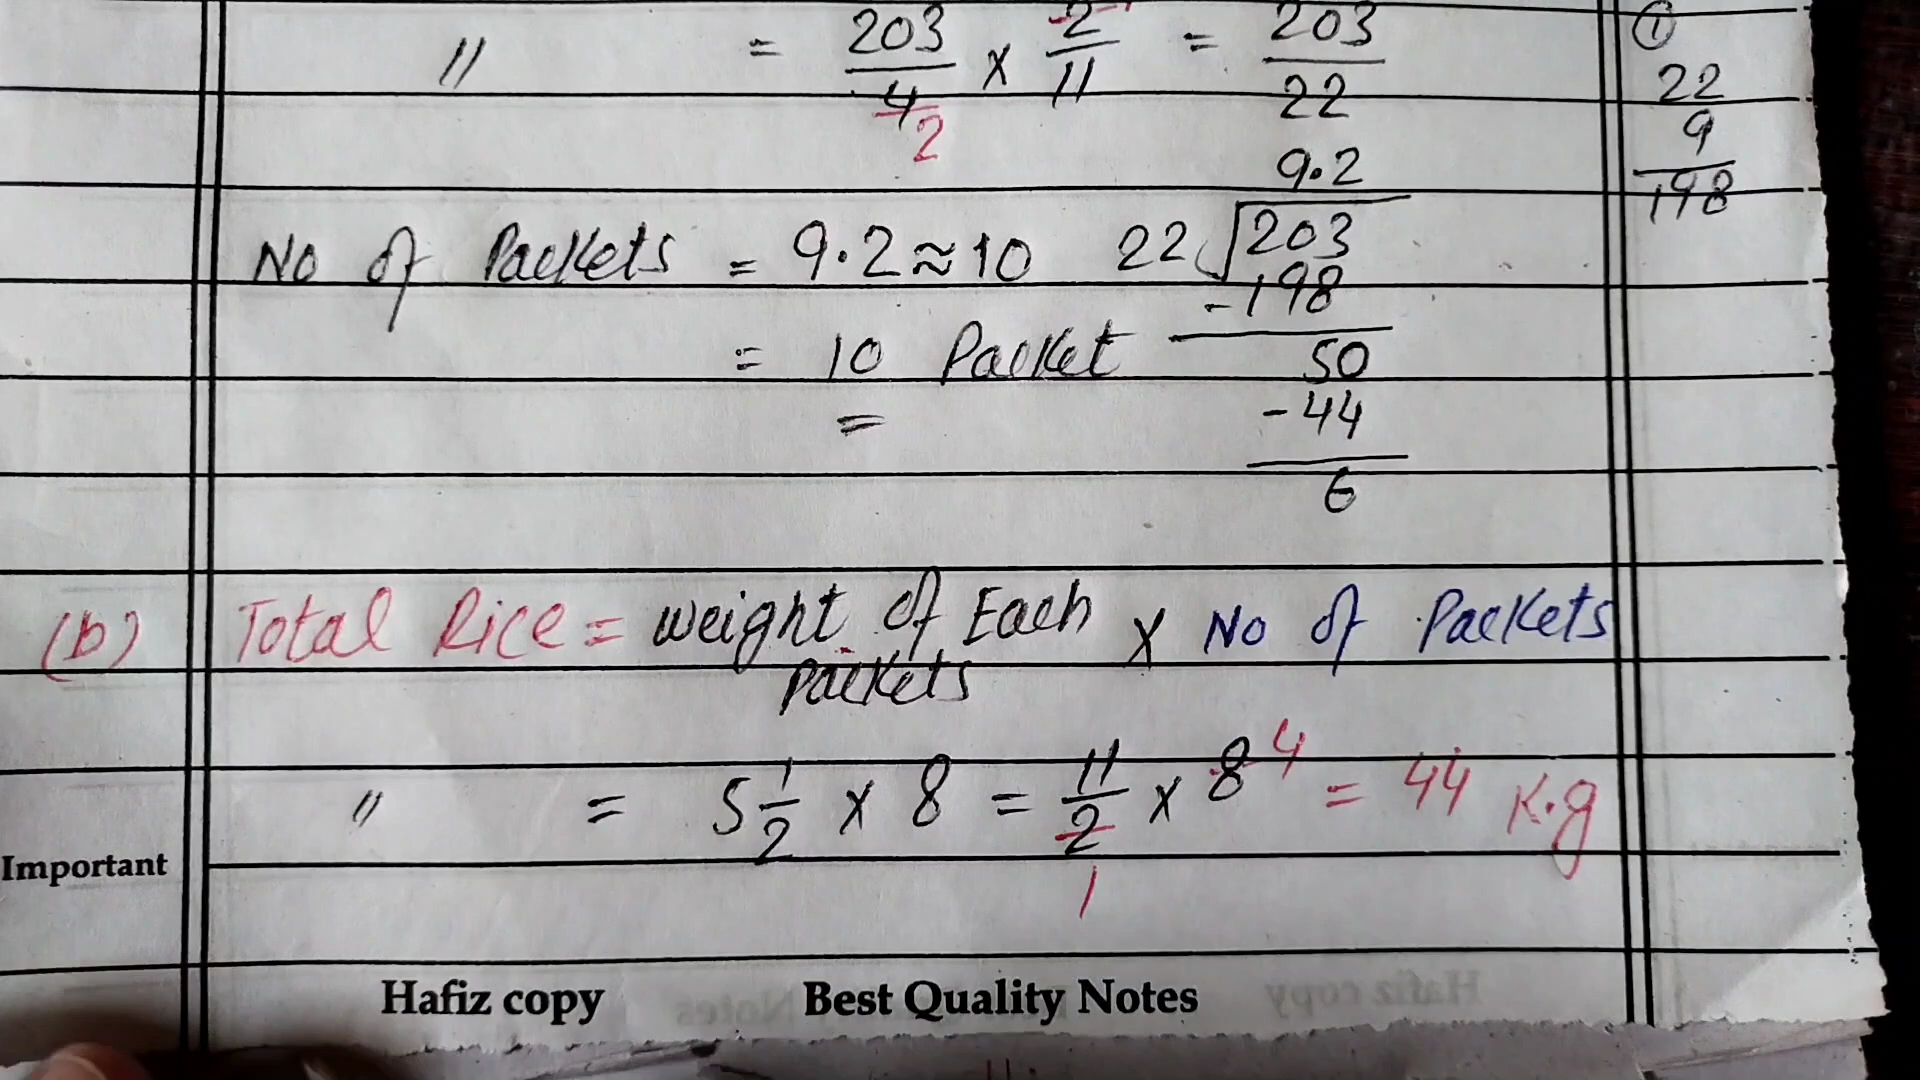 〃 = 203/4 2 × 2/11 = 203/22
①
22
9
198
9.2
No of Packets = 9.2 ≈ 10 22 √203
-198
= 10 Packet 50
= -44
6
(b) Total Rice = weight of Each Packets × No of Packets
〃 = 5 1/2 × 8 = 11/2 1 × 8 4 = 44 K.g
Important
Hafiz copy Best Quality Notes